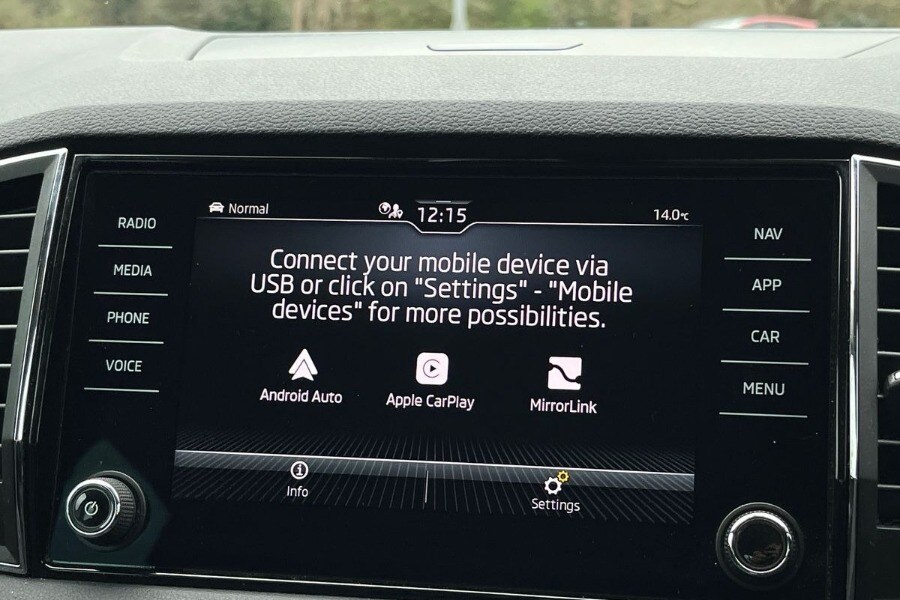 Normal
12:15
14.0°C
RADIO
MEDIA
PHONE
VOICE
Connect your mobile device via
USB or click on "Settings" - "Mobile
devices" for more possibilities.
Android Auto
Apple CarPlay
MirrorLink
Info
Settings
NAV
APP
CAR
MENU